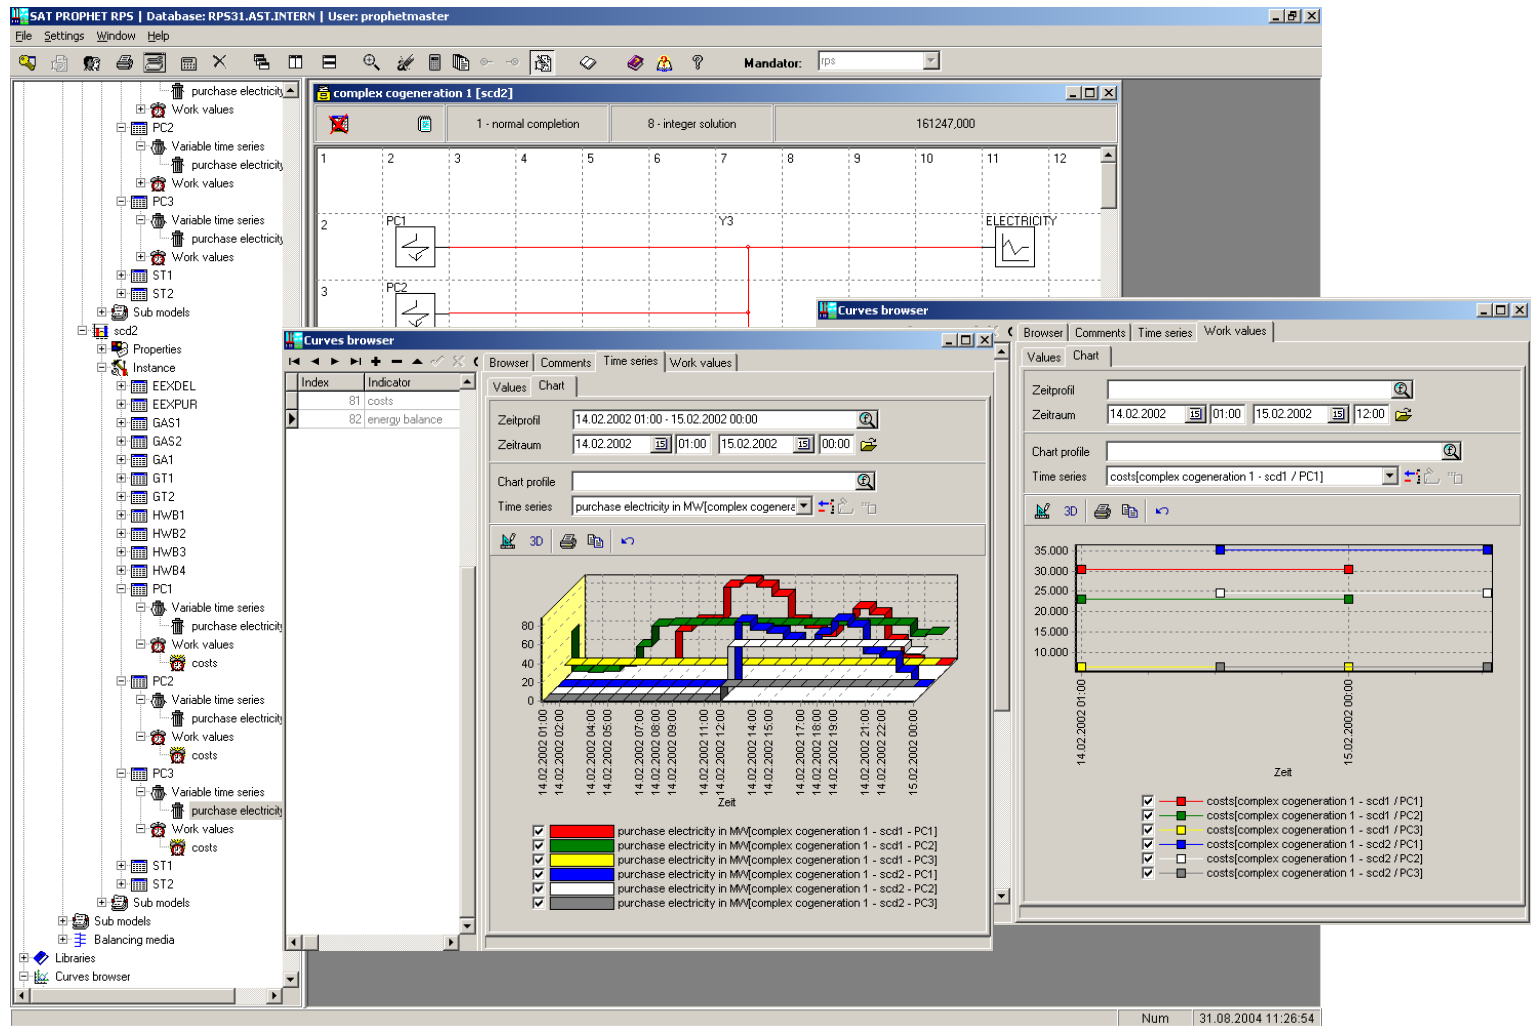 SAT PROPHET RPS | Database: RPS31.AST.INTERN | User: prophetmaster
File Settings Window Help
Mandator: rps
purchase electricity
Work values
PC2
Variable time series
purchase electricity
Work values
PC3
Variable time series
purchase electricity
Work values
ST1
ST2
Sub models
scd2
Properties
Instance
EEXDEL
EEXPUR
GAS1
GAS2
GA1
GT1
GT2
HWB1
HWB2
HWB3
HWB4
PC1
Variable time series
purchase electricity
Work values
costs
PC2
Variable time series
purchase electricity
Work values
costs
PC3
Variable time series
purchase electricity
Work values
costs
ST1
ST2
Sub models
Sub models
Balancing media
Libraries
Curves browser
complex cogeneration 1 [scd2]
1 - normal completion 8 - integer solution 161247,000
1 2 3 4 5 6 7 8 9 10 11 12
2 PC1 Y3 ELECTRICITY
3 PC2
Curves browser
Browser Comments Time series Work values
Index Indicator
81 costs
82 energy balance
Values Chart
Zeitprofil 14.02.2002 01:00 - 15.02.2002 00:00
Zeitraum 14.02.2002 15 01:00 15.02.2002 15 00:00
Chart profile
Time series purchase electricity in MW[complex cogenera
3D
80
60
40
20
0
14.02.2002 01:00
14.02.2002 02:00
14.02.2002 04:00
14.02.2002 05:00
14.02.2002 07:00
14.02.2002 08:00
14.02.2002 09:00
14.02.2002 11:00
14.02.2002 12:00
14.02.2002 14:00
14.02.2002 15:00
14.02.2002 17:00
14.02.2002 18:00
14.02.2002 19:00
14.02.2002 21:00
14.02.2002 22:00
15.02.2002 00:00
Zeit
purchase electricity in MW[complex cogeneration 1 - scd1 - PC1]
purchase electricity in MW[complex cogeneration 1 - scd1 - PC2]
purchase electricity in MW[complex cogeneration 1 - scd1 - PC3]
purchase electricity in MW[complex cogeneration 1 - scd2 - PC1]
purchase electricity in MW[complex cogeneration 1 - scd2 - PC2]
purchase electricity in MW[complex cogeneration 1 - scd2 - PC3]
Curves browser
Browser Comments Time series Work values
Values Chart
Zeitprofil
Zeitraum 14.02.2002 15 01:00 15.02.2002 15 12:00
Chart profile
Time series costs[complex cogeneration 1 - scd1 / PC1]
3D
35.000
30.000
25.000
20.000
15.000
10.000
14.02.2002 01:00
15.02.2002 00:00
Zeit
costs[complex cogeneration 1 - scd1 / PC1]
costs[complex cogeneration 1 - scd1 / PC2]
costs[complex cogeneration 1 - scd1 / PC3]
costs[complex cogeneration 1 - scd2 / PC1]
costs[complex cogeneration 1 - scd2 / PC2]
costs[complex cogeneration 1 - scd2 / PC3]
Num 31.08.2004 11:26:54